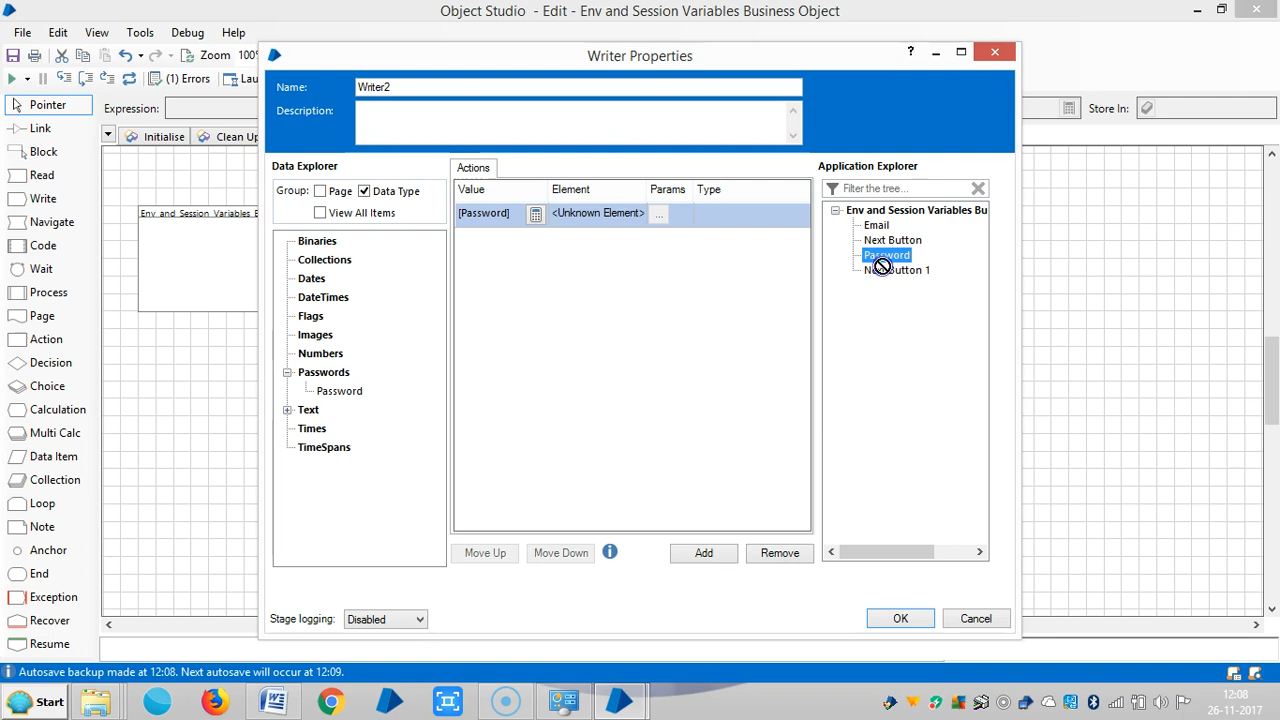 Object Studio - Edit - Env and Session Variables Business Object
File Edit View Tools Debug Help
Zoom 100%
(1) Errors
Pointer
Expression:
Store In:
Link
Initialise
Clean Up
Block
Read
Write
Navigate
Code
Wait
Process
Page
Action
Decision
Choice
Calculation
Multi Calc
Data Item
Collection
Loop
Note
Anchor
End
Exception
Recover
Resume
Env and Session Variables
Writer Properties
?
Name: Writer2
Description:
Data Explorer
Group: Page Data Type
View All Items
Binaries
Collections
Dates
DateTimes
Flags
Images
Numbers
Passwords
Password
Text
Times
TimeSpans
Actions
Value Element Params Type
[Password] <Unknown Element> ...
Move Up Move Down Add Remove
Application Explorer
Filter the tree...
Env and Session Variables Bu
Email
Next Button
Password
Button 1
Stage logging: Disabled
OK Cancel
Autosave backup made at 12:08. Next autosave will occur at 12:09.
Start
12:08
26-11-2017